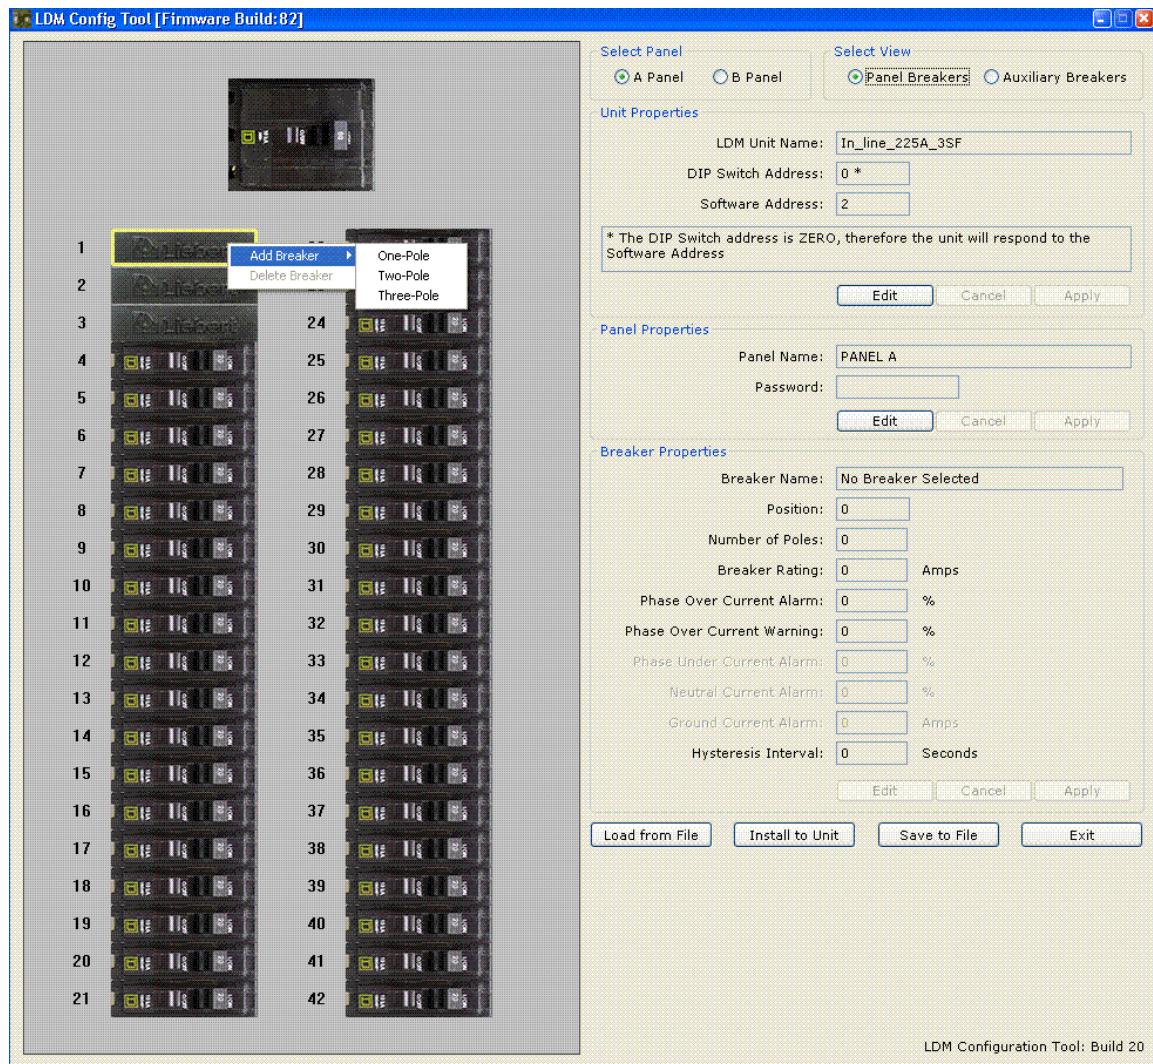 LDM Config Tool [Firmware Build:82]
Select Panel
A Panel
B Panel
Select View
Panel Breakers
Auxiliary Breakers
Unit Properties
LDM Unit Name: In_line_225A_3SF
DIP Switch Address: 0 *
Software Address: 2
* The DIP Switch address is ZERO, therefore the unit will respond to the
Software Address
Edit
Cancel
Apply
Panel Properties
Panel Name: PANEL A
Password:
Edit
Cancel
Apply
Breaker Properties
Breaker Name: No Breaker Selected
Position: 0
Number of Poles: 0
Breaker Rating: 0 Amps
Phase Over Current Alarm: 0 %
Phase Over Current Warning: 0 %
Phase Under Current Alarm: 0 %
Neutral Current Alarm: 0 %
Ground Current Alarm: 0 Amps
Hysteresis Interval: 0 Seconds
Edit
Cancel
Apply
Load from File
Install to Unit
Save to File
Exit
LDM Configuration Tool: Build 20
1 Liebert
Add Breaker
Delete Breaker
One-Pole
Two-Pole
Three-Pole
2 Liebert
3 Liebert
4
5
6
7
8
9
10
11
12
13
14
15
16
17
18
19
20
21
24
25
26
27
28
29
30
31
32
33
34
35
36
37
38
39
40
41
42